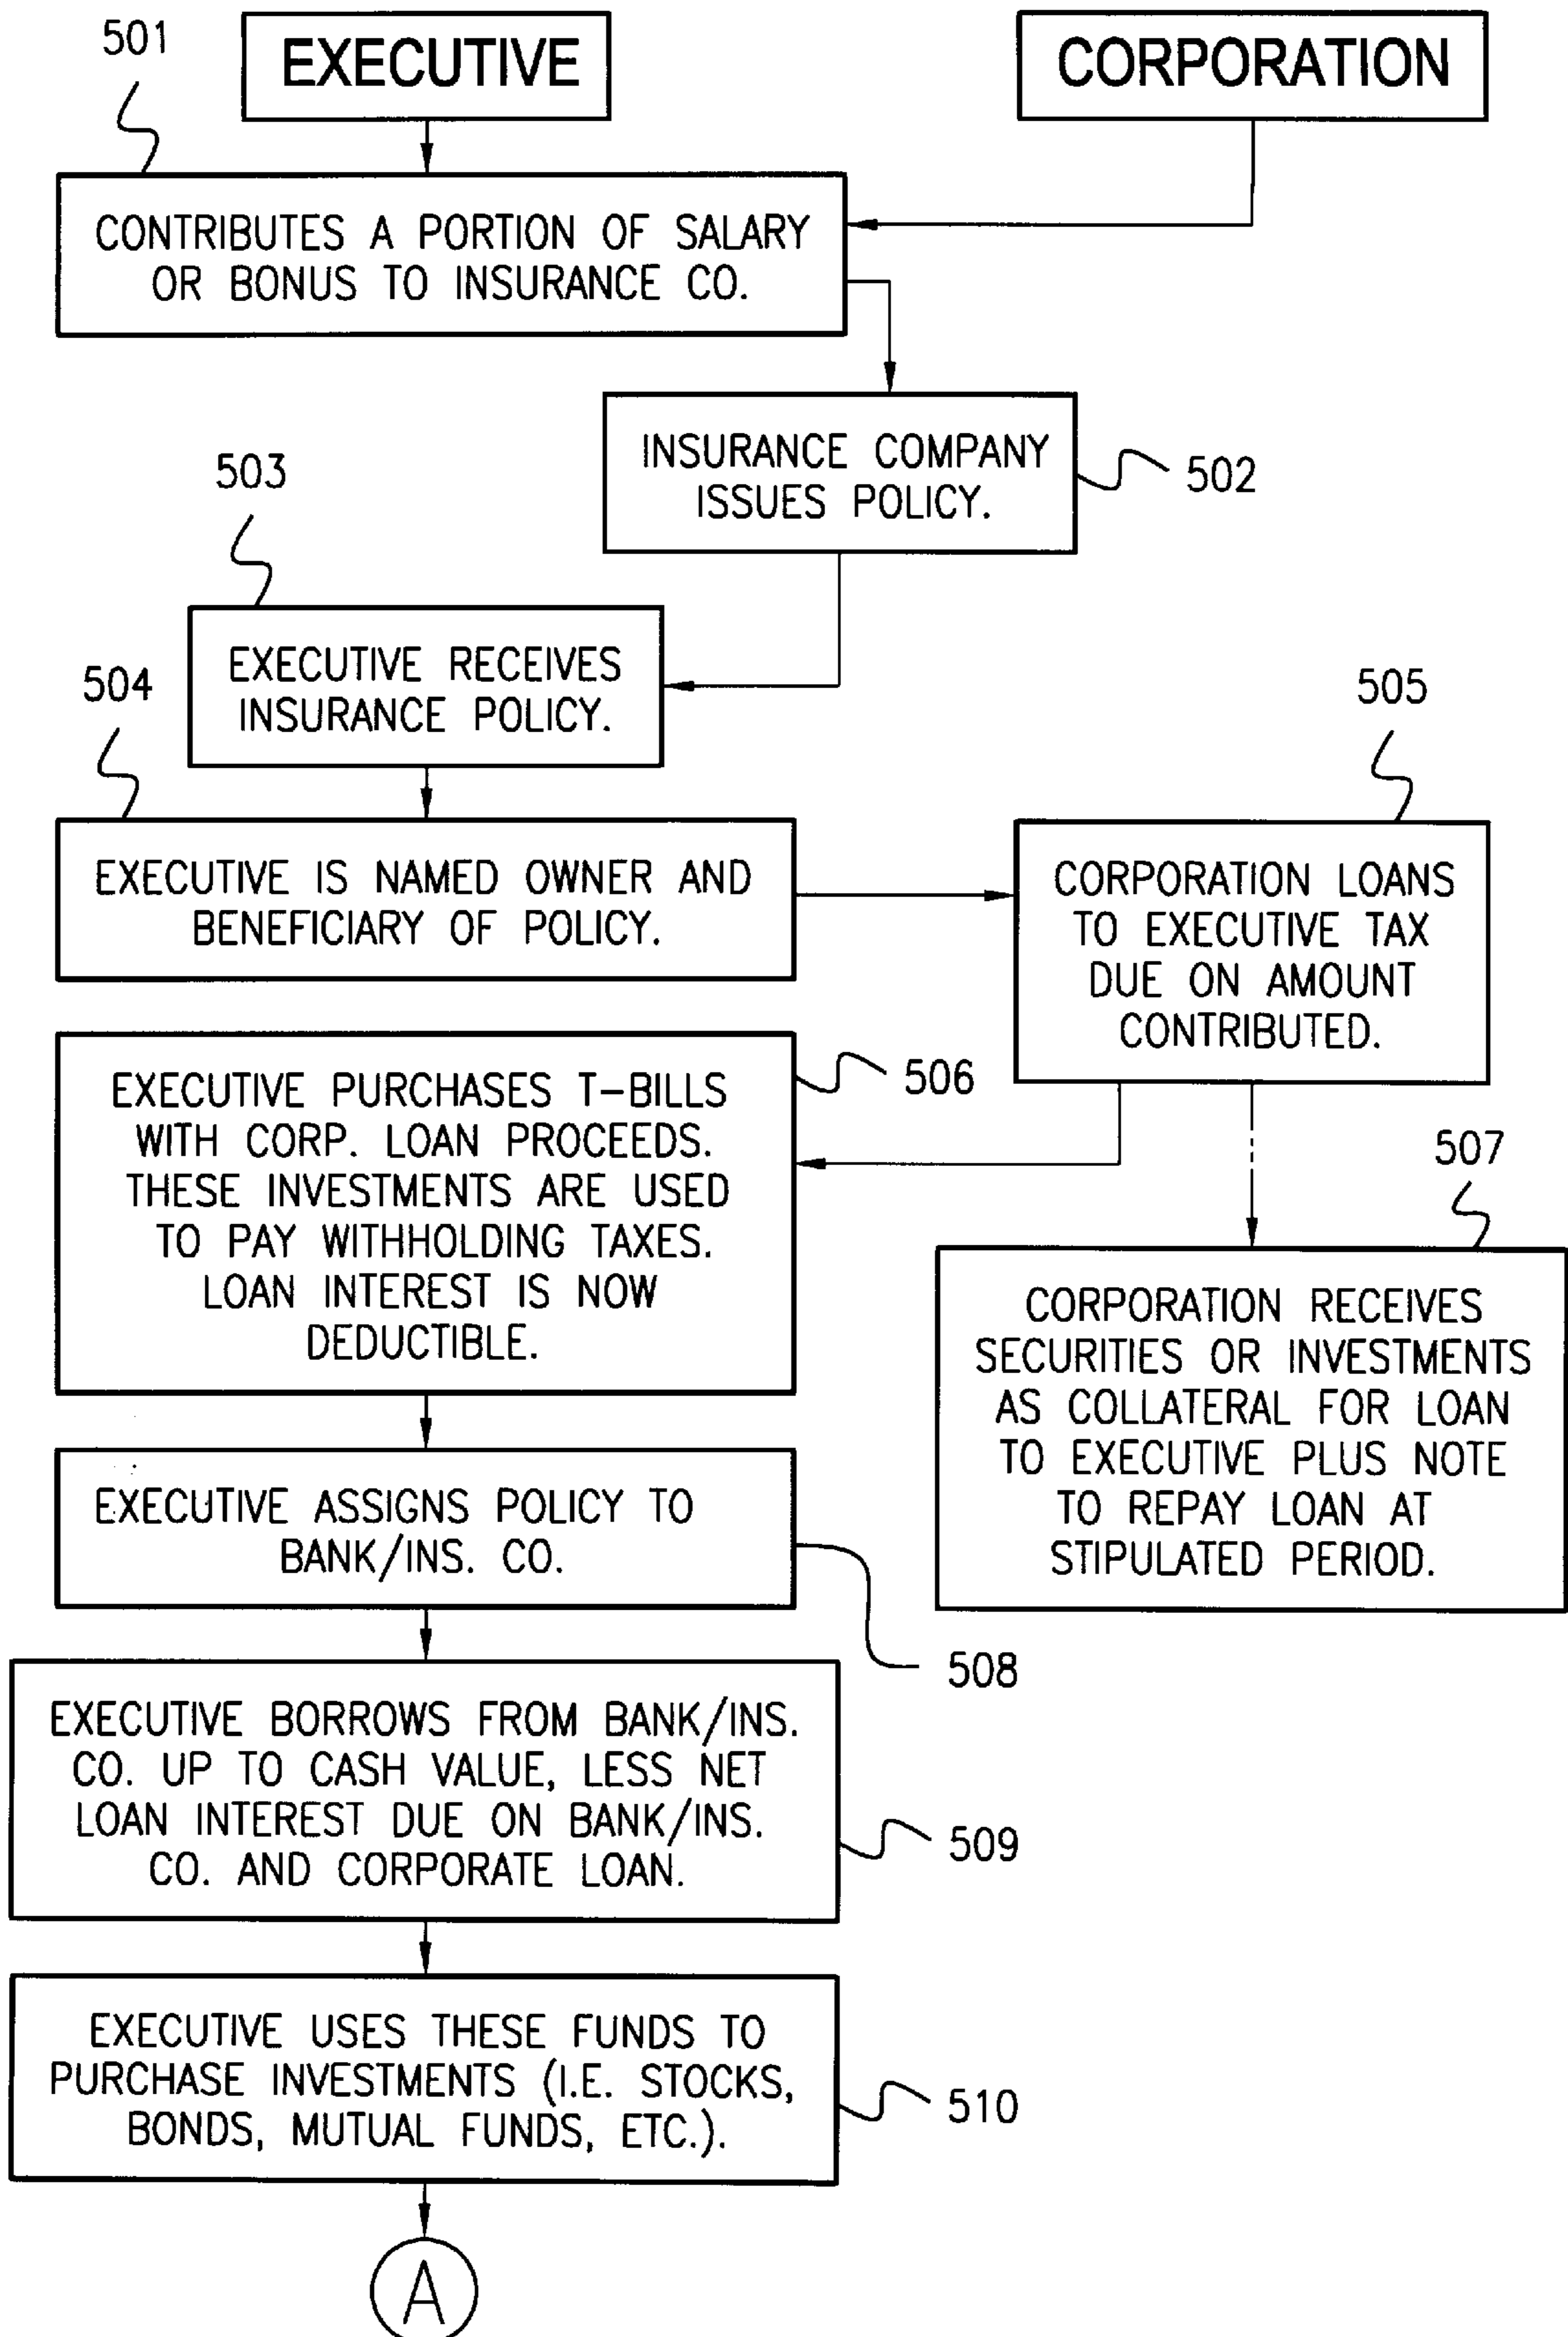 501
EXECUTIVE
CORPORATION
CONTRIBUTES A PORTION OF SALARY
OR BONUS TO INSURANCE CO.
INSURANCE COMPANY
ISSUES POLICY.
502
503
EXECUTIVE RECEIVES
INSURANCE POLICY.
504
EXECUTIVE IS NAMED OWNER AND
BENEFICIARY OF POLICY.
505
CORPORATION LOANS
TO EXECUTIVE TAX
DUE ON AMOUNT
CONTRIBUTED.
EXECUTIVE PURCHASES T-BILLS
WITH CORP. LOAN PROCEEDS.
THESE INVESTMENTS ARE USED
TO PAY WITHHOLDING TAXES.
LOAN INTEREST IS NOW
DEDUCTIBLE.
506
507
CORPORATION RECEIVES
SECURITIES OR INVESTMENTS
AS COLLATERAL FOR LOAN
TO EXECUTIVE PLUS NOTE
TO REPAY LOAN AT
STIPULATED PERIOD.
EXECUTIVE ASSIGNS POLICY TO
BANK/INS. CO.
508
EXECUTIVE BORROWS FROM BANK/INS.
CO. UP TO CASH VALUE, LESS NET
LOAN INTEREST DUE ON BANK/INS.
CO. AND CORPORATE LOAN.
509
EXECUTIVE USES THESE FUNDS TO
PURCHASE INVESTMENTS (I.E. STOCKS,
BONDS, MUTUAL FUNDS, ETC.).
510
A